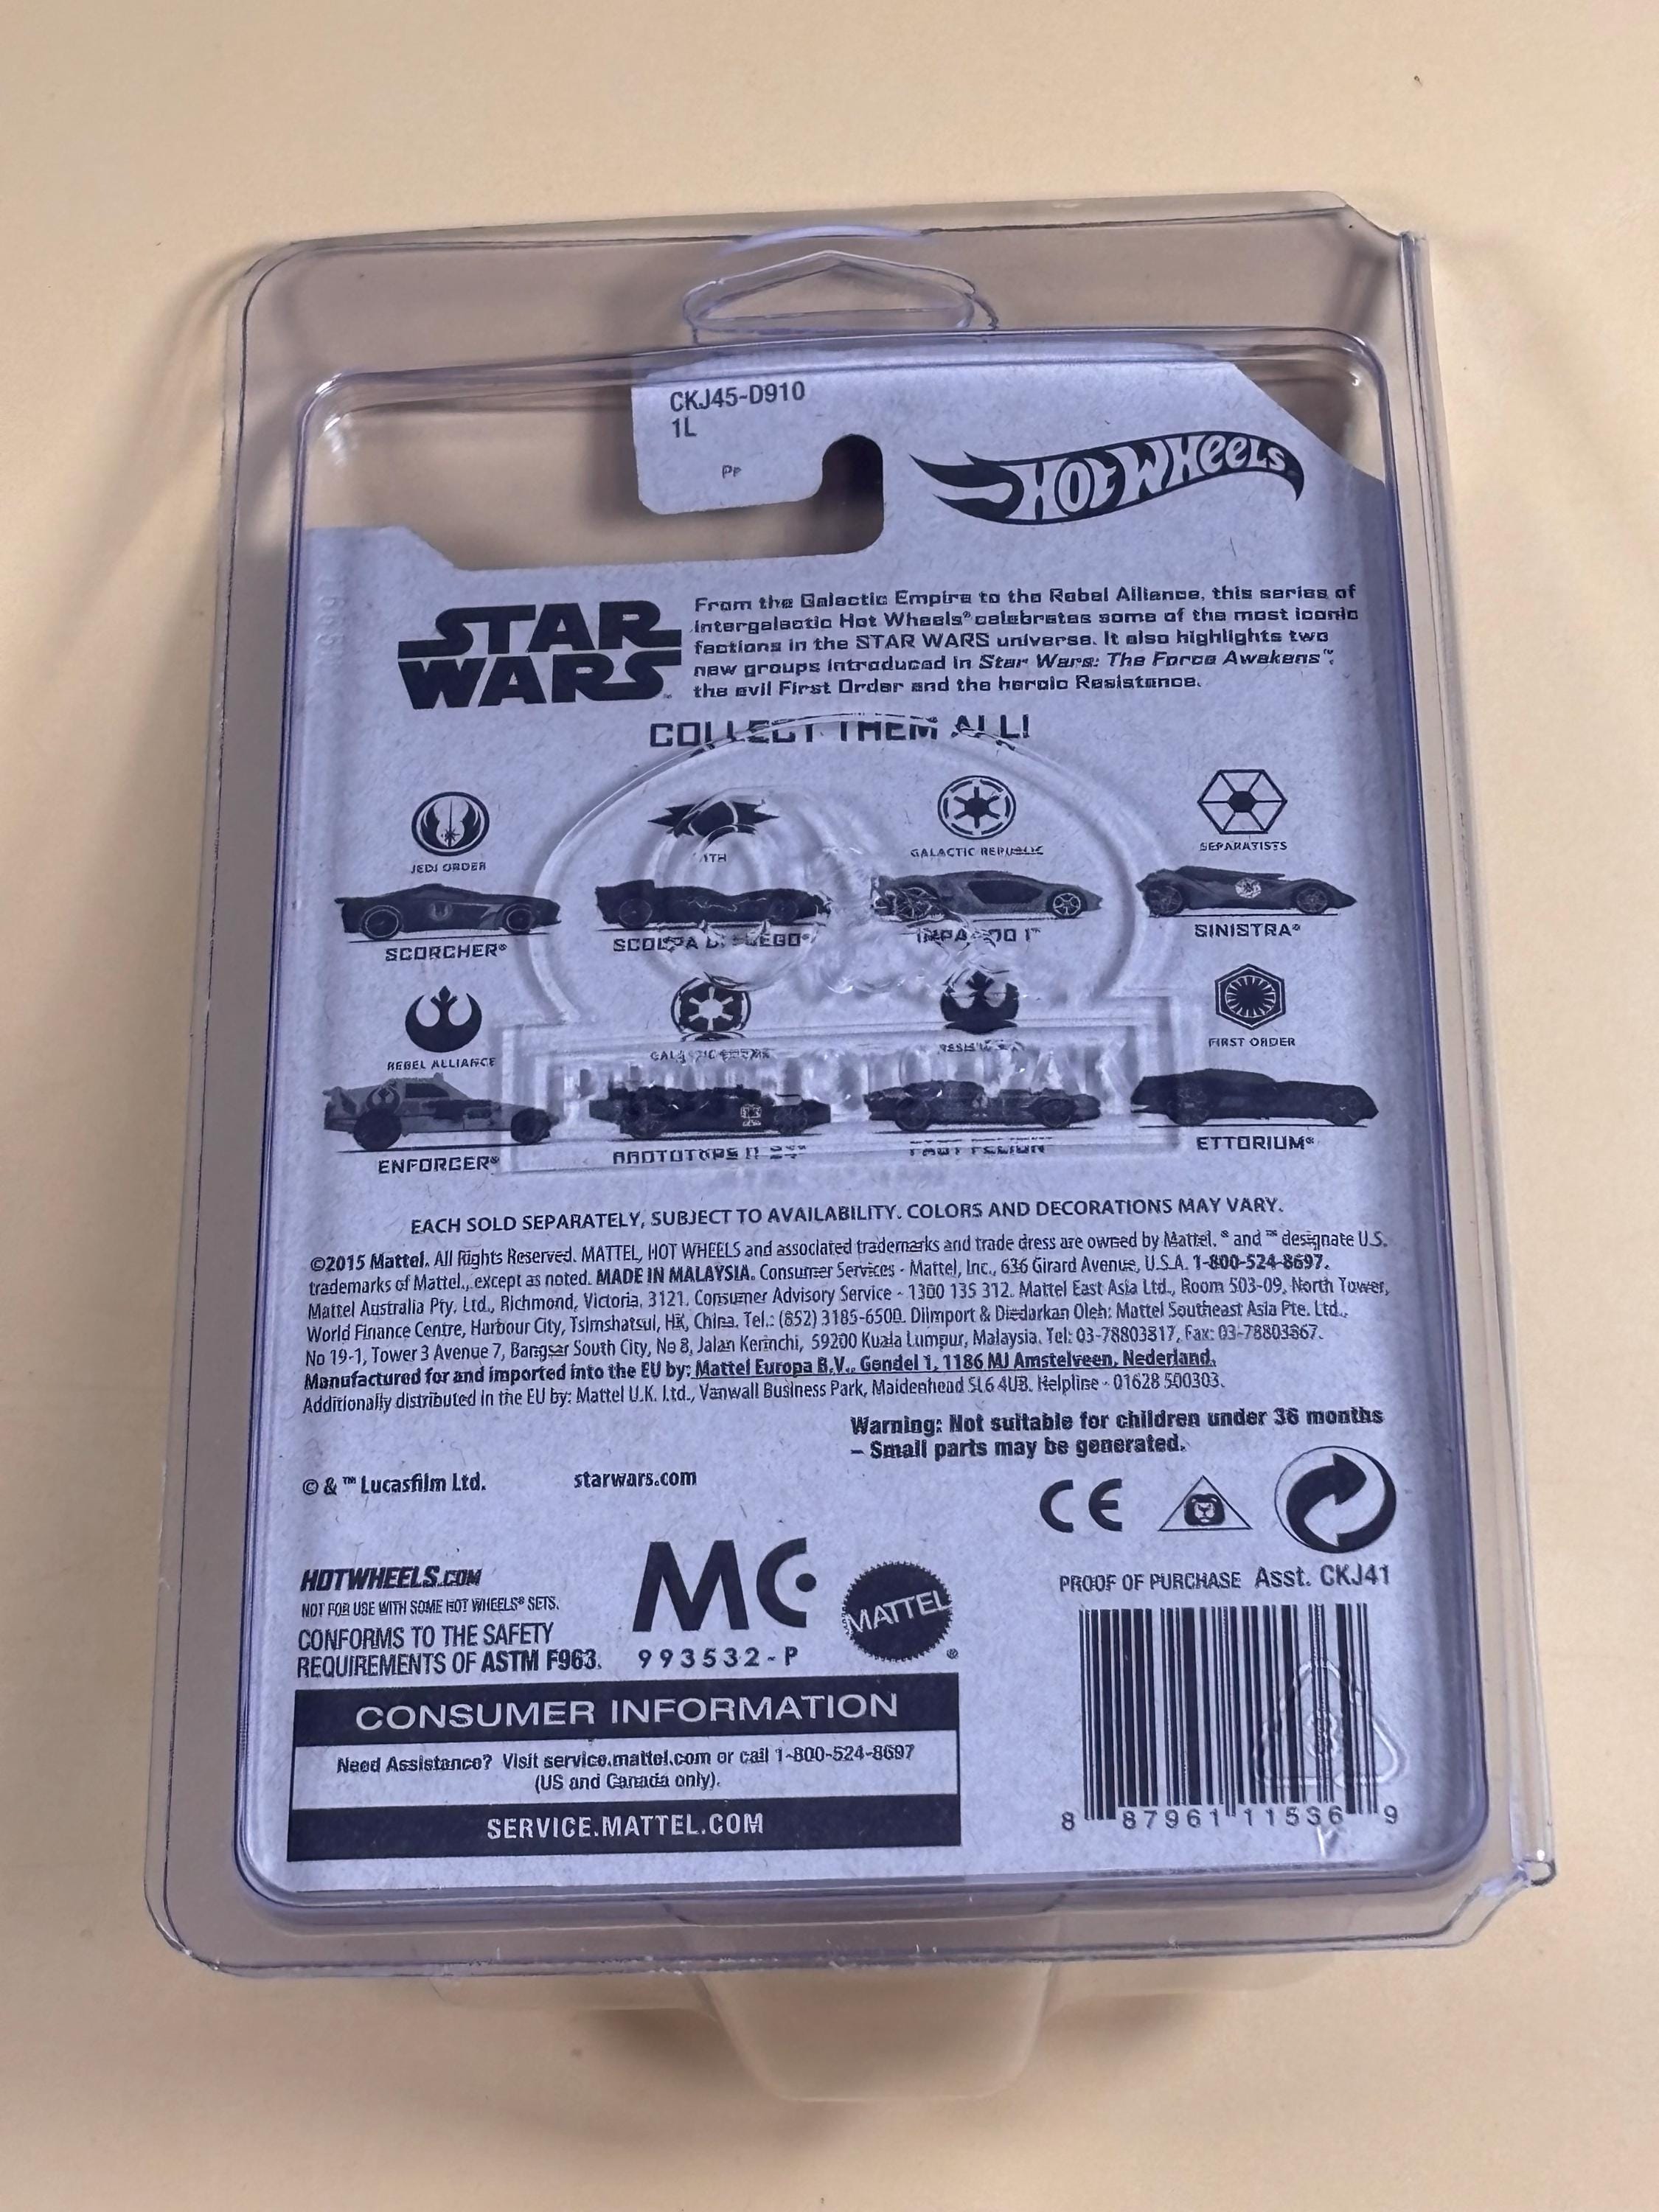 CKJ45-D910
1L
Pp
HOT WHEELS
STAR WARS
From the Galactic Empire to the Rebel Alliance, this series of
intergalactic Hot Wheels® celebrates some of the most iconic
factions in the STAR WARS universe. It also highlights two
new groups introduced in Star Wars: The Force Awakens™,
the evil First Order and the heroic Resistance.
COLLECT THEM ALL!
JEDI ORDER
GALACTIC REPUBLIC
SEPARATISTS
SCORCHER®
SINISTRA®
REBEL ALLIANCE
FIRST ORDER
ENFORCER®
ETTORIUM®
EACH SOLD SEPARATELY, SUBJECT TO AVAILABILITY. COLORS AND DECORATIONS MAY VARY.
©2015 Mattel. All Rights Reserved. MATTEL, HOT WHEELS and associated trademarks and trade dress are owned by Mattel. ® and ™ designate U.S.
trademarks of Mattel., except as noted. MADE IN MALAYSIA. Consumer Services - Mattel, Inc., 636 Girard Avenue, U.S.A. 1-800-524-8697.
Mattel Australia Pty. Ltd., Richmond, Victoria. 3121. Consumer Advisory Service - 1300 135 312. Mattel East Asia Ltd., Room 503-09, North Tower,
World Finance Centre, Harbour City, Tsimshatsui, HK, China. Tel.: (852) 3185-6500. Diimport & Diedarkan Oleh: Mattel Southeast Asia Pte. Ltd.,
No 19-1, Tower 3 Avenue 7, Bangsar South City, No 8, Jalan Kerinchi, 59200 Kuala Lumpur, Malaysia. Tel: 03-78803817, Fax: 03-78803867.
Manufactured for and imported into the EU by: Mattel Europa B.V., Gondel 1, 1186 MJ Amstelveen, Nederland.
Additionally distributed in the EU by: Mattel U.K. Ltd., Vanwall Business Park, Maidenhead SL6 4UB. Helpline - 01628 500303.
Warning: Not suitable for children under 36 months
– Small parts may be generated.
© & ™ Lucasfilm Ltd. starwars.com
CE
HOTWHEELS.COM
NOT FOR USE WITH SOME HOT WHEELS® SETS.
CONFORMS TO THE SAFETY
REQUIREMENTS OF ASTM F963.
MC
993532-P
MATTEL®
PROOF OF PURCHASE Asst. CKJ41
CONSUMER INFORMATION
Need Assistance? Visit service.mattel.com or call 1-800-524-8697
(US and Canada only).
SERVICE.MATTEL.COM
8 87961 11536 9